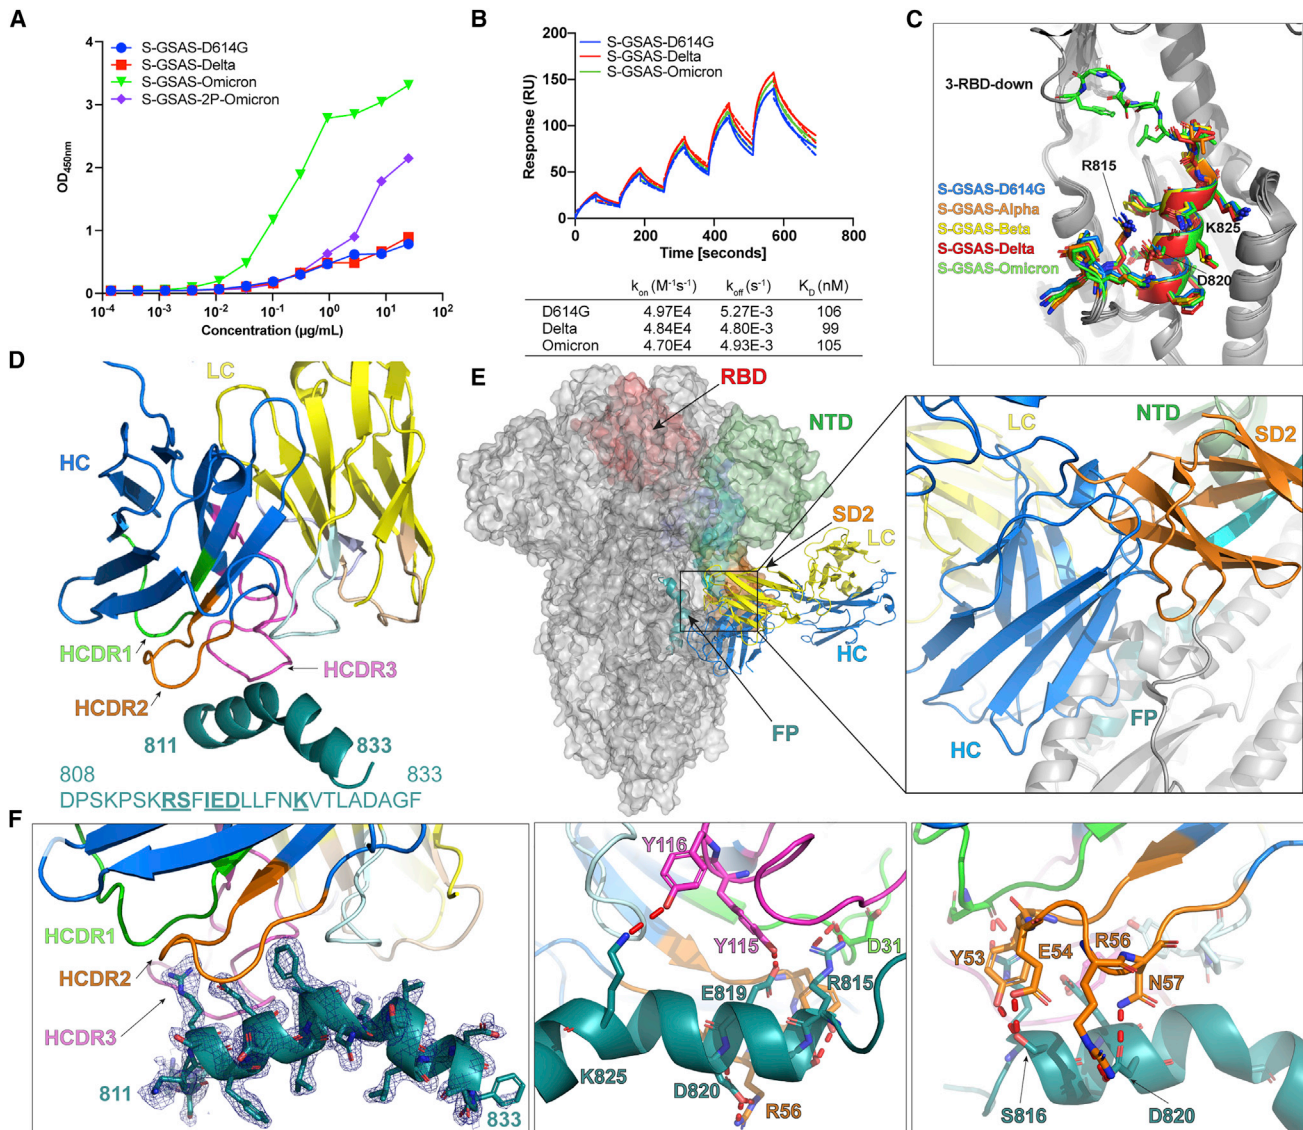 A
4
3
2
1
0
OD450nm
S-GSAS-D614G
S-GSAS-Delta
S-GSAS-Omicron
S-GSAS-2P-Omicron
10⁻⁴ 10⁻³ 10⁻² 10⁻¹ 10⁰ 10¹ 10²
Concentration (µg/mL)
B
200
150
100
50
0
Response (RU)
S-GSAS-D614G
S-GSAS-Delta
S-GSAS-Omicron
0 200 400 600 800
Time [seconds]
kon (M⁻¹s⁻¹) koff (s⁻¹) KD (nM)
D614G 4.97E4 5.27E-3 106
Delta 4.84E4 4.80E-3 99
Omicron 4.70E4 4.93E-3 105
C
3-RBD-down
R815
S-GSAS-D614G
S-GSAS-Alpha
S-GSAS-Beta
S-GSAS-Delta
S-GSAS-Omicron
K825
D820
D
LC
HC
HCDR1
HCDR3
HCDR2
811
833
808 833
DPSKPSKRSFIEDLLFNKVTLADAGF
E
RBD
NTD
SD2
LC
HC
FP
LC
NTD
SD2
FP
HC
F
HCDR1
HCDR2
HCDR3
811
833
Y116
Y115
D31
E819
R815
K825
D820
R56
Y53
E54
R56
N57
S816
D820